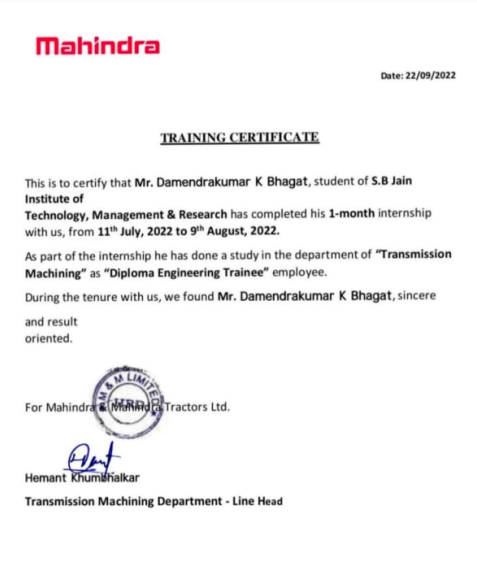 Mahindra
Date: 22/09/2022
TRAINING CERTIFICATE
This is to certify that Mr. Damendrakumar K Bhagat, student of S.B Jain
Institute of
Technology, Management & Research has completed his 1-month internship
with us, from 11th July, 2022 to 9th August, 2022.
As part of the internship he has done a study in the department of "Transmission
Machining" as "Diploma Engineering Trainee" employee.
During the tenure with us, we found Mr. Damendrakumar K Bhagat, sincere
and result
oriented.
M & M LIMITED
HRD
For Mahindra & Mahindra Tractors Ltd.
Hemant Khumbhalkar
Transmission Machining Department - Line Head